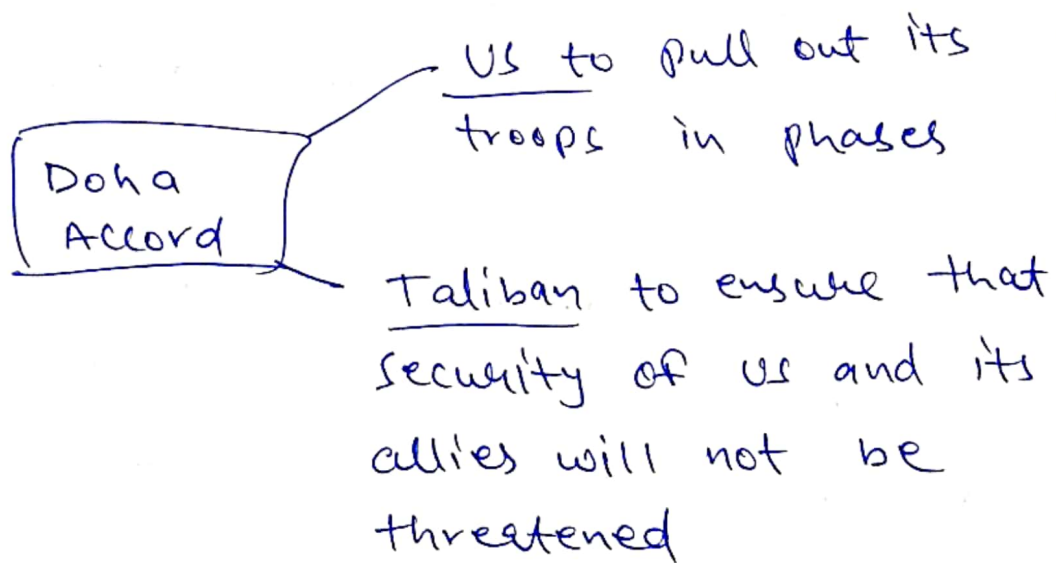 US to pull out its
troops in phases
Doha
Accord
Taliban to ensure that
security of US and its
allies will not be
threatened